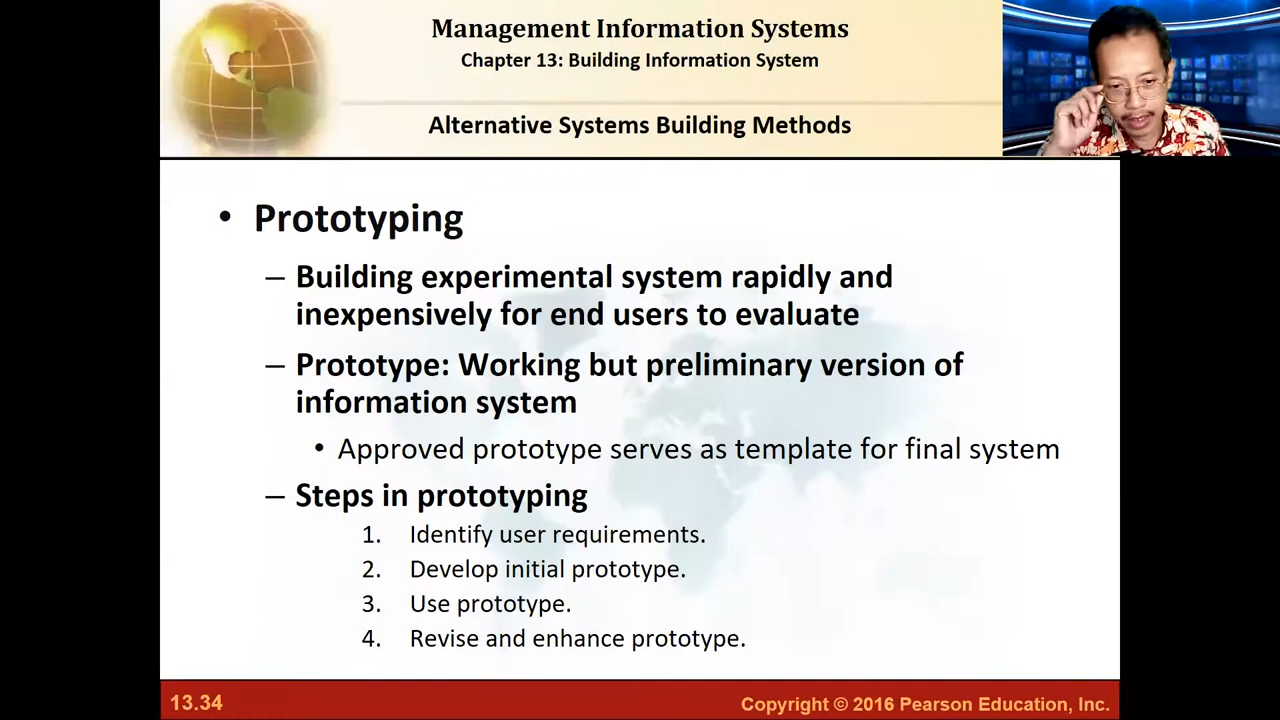 Management Information Systems
Chapter 13: Building Information System
Alternative Systems Building Methods
• Prototyping
– Building experimental system rapidly and
inexpensively for end users to evaluate
– Prototype: Working but preliminary version of
information system
• Approved prototype serves as template for final system
– Steps in prototyping
1. Identify user requirements.
2. Develop initial prototype.
3. Use prototype.
4. Revise and enhance prototype.
13.34
Copyright © 2016 Pearson Education, Inc.